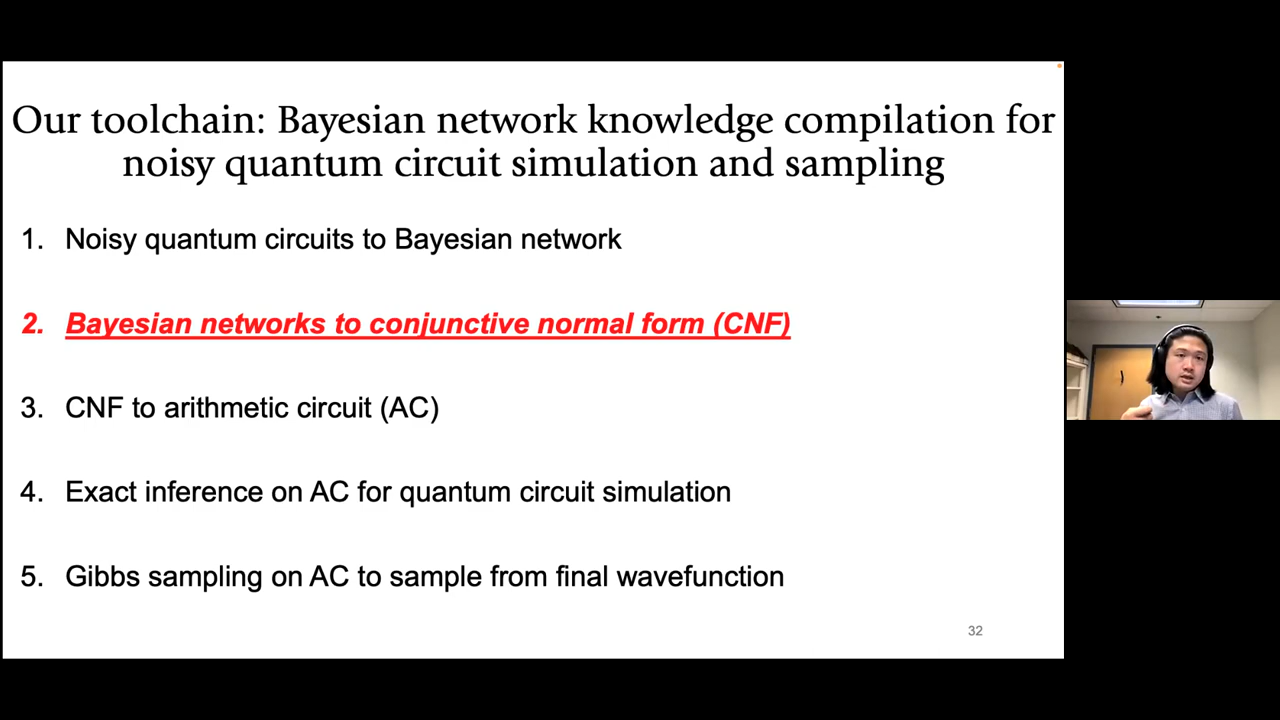 Our toolchain: Bayesian network knowledge compilation for
noisy quantum circuit simulation and sampling
1. Noisy quantum circuits to Bayesian network
2. Bayesian networks to conjunctive normal form (CNF)
3. CNF to arithmetic circuit (AC)
4. Exact inference on AC for quantum circuit simulation
5. Gibbs sampling on AC to sample from final wavefunction
32